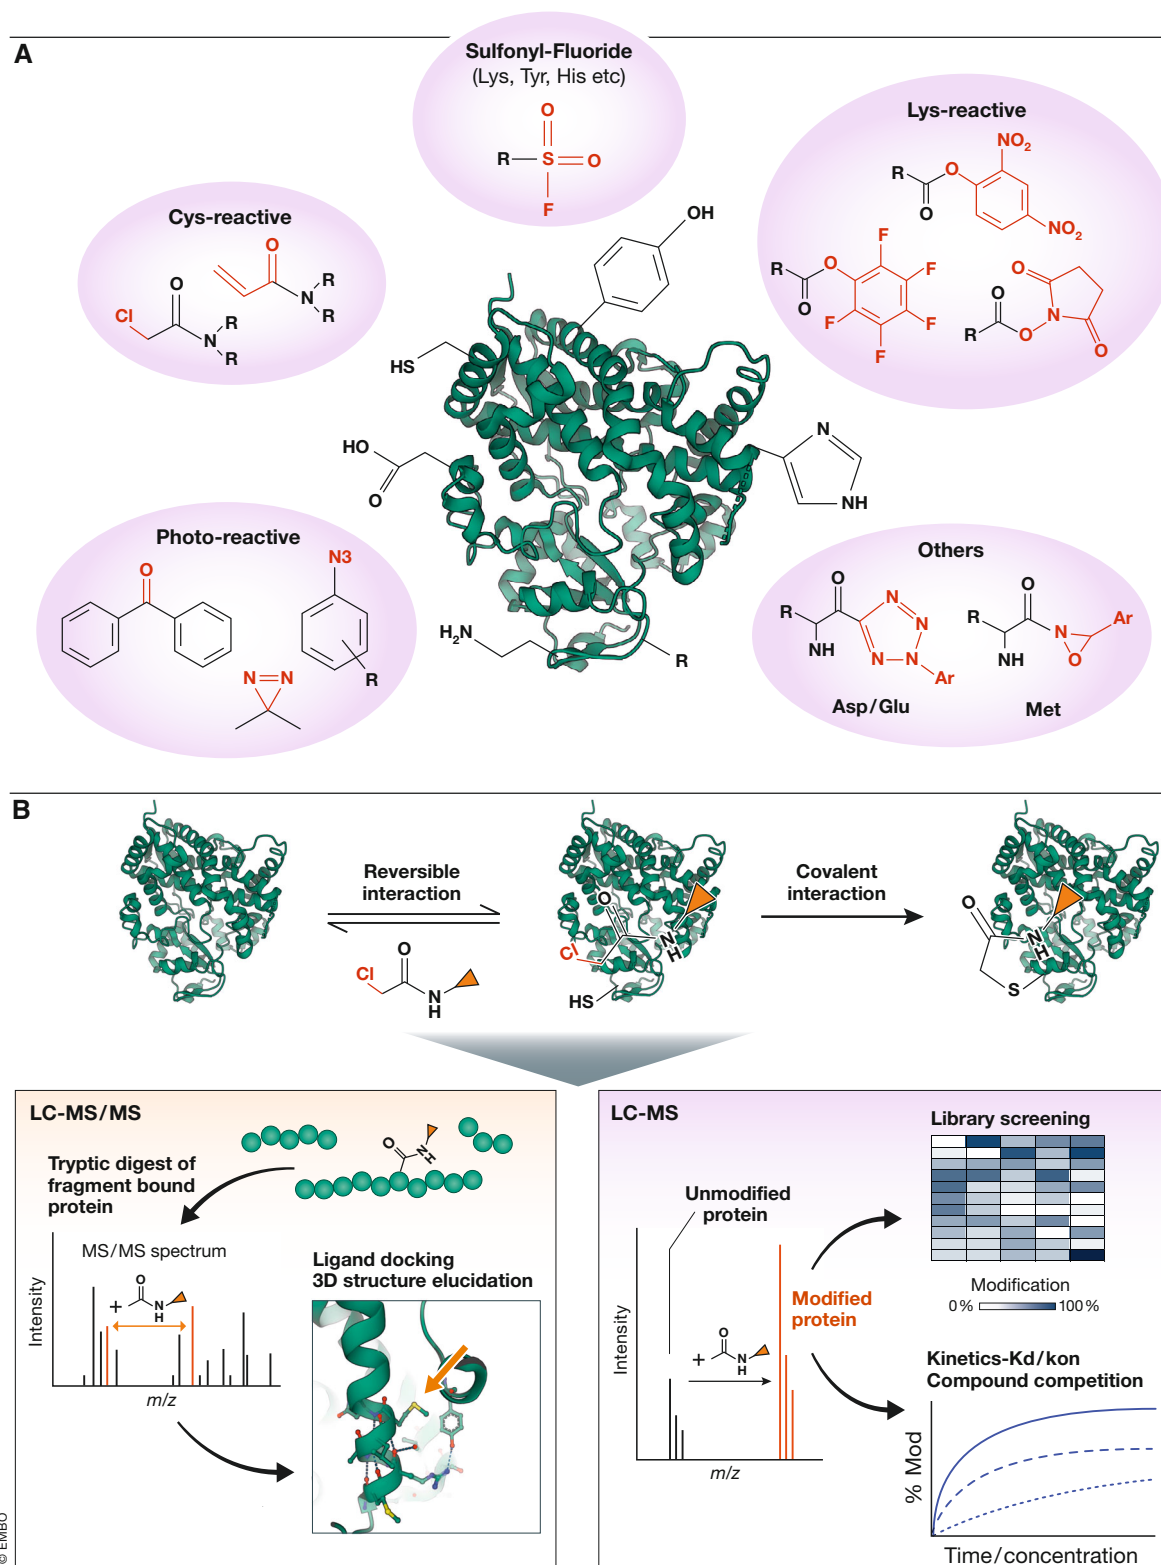 A
Sulfonyl-Fluoride
(Lys, Tyr, His etc)
O
R
S
O
F
Lys-reactive
NO2
R
O
O
NO2
F
R
O
F
O
F
F
F
O
O
R
O
N
O
Cys-reactive
O
O
N
R
R
Cl
N
R
R
OH
HS
HO
O
N
NH
H2N
R
Photo-reactive
O
N3
R
N
N
Others
O
R
NH
N
N
N
N
N
Ar
Asp/Glu
O
R
NH
N
O
Ar
Met
B
Reversible
interaction
Cl
O
N
H
O
Cl
N
H
HS
Covalent
interaction
O
N
H
S
LC-MS/MS
Tryptic digest of
fragment bound
protein
O
N
H
MS/MS spectrum
Intensity
+
O
N
H
m/z
Ligand docking
3D structure elucidation
LC-MS
Unmodified
protein
Intensity
+
O
N
H
Modified
protein
m/z
Library screening
Modification
0% 100%
Kinetics-Kd/kon
Compound competition
% Mod
Time/concentration
© EMBO